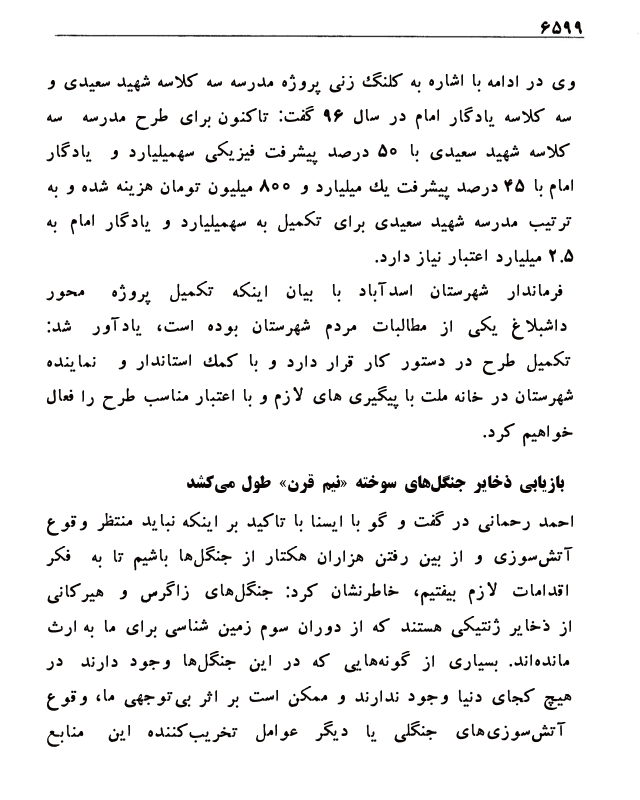 ۶۵۹۹
وی در ادامه با اشاره به کلنگ زنی پروژه مدرسه سه کلاسه شهید سعیدی و
سه کلاسه یادگار امام در سال ۹۶ گفت: تاکنون برای طرح مدرسه سه
کلاسه شهید سعیدی با ۵۰ درصد پیشرفت فیزیکی سهمیلیارد و یادگار
امام با ۴۵ درصد پیشرفت یك میلیارد و ۸۰۰ میلیون تومان هزینه شده و به
ترتیب مدرسه شهید سعیدی برای تکمیل به سهمیلیارد و یادگار امام به
۲.۵ میلیارد اعتبار نیاز دارد.
فرماندار شهرستان اسدآباد با بیان اینکه تکمیل پروژه محور
داشبلاغ یکی از مطالبات مردم شهرستان بوده است، یادآور شد:
تکمیل طرح در دستور کار قرار دارد و با کمك استاندار و نماینده
شهرستان در خانه ملت با پیگیری های لازم و با اعتبار مناسب طرح را فعال
خواهیم کرد.
بازیابی ذخایر جنگل‌های سوخته «نیم قرن» طول می‌کشد
احمد رحمانی در گفت و گو با ایسنا با تاکید بر اینکه نباید منتظر وقوع
آتش‌سوزی و از بین رفتن هزاران هکتار از جنگل‌ها باشیم تا به فکر
اقدامات لازم بیفتیم، خاطرنشان کرد: جنگل‌های زاگرس و هیرکانی
از ذخایر ژنتیکی هستند که از دوران سوم زمین شناسی برای ما به ارث
مانده‌اند. بسیاری از گونه‌هایی که در این جنگل‌ها وجود دارند در
هیچ کجای دنیا وجود ندارند و ممکن است بر اثر بی‌توجهی ما، وقوع
آتش‌سوزی‌های جنگلی یا دیگر عوامل تخریب‌کننده این منابع